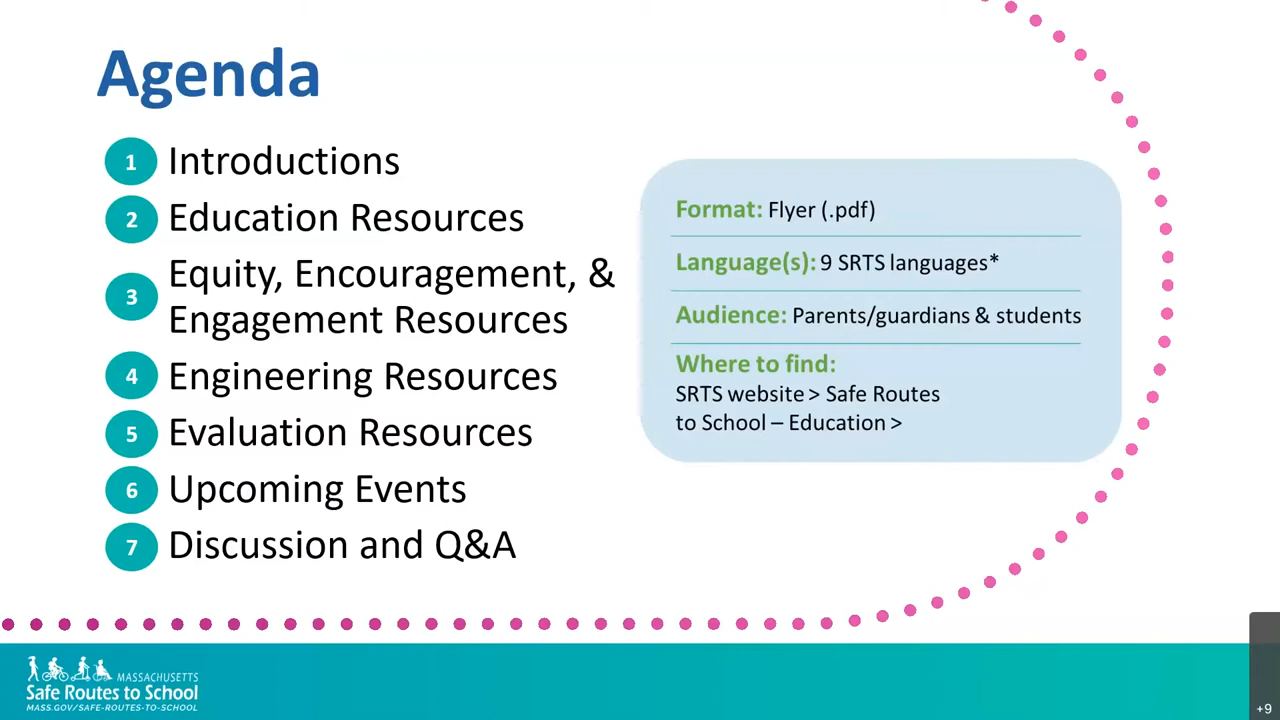 Agenda
1 Introductions
2 Education Resources
3 Equity, Encouragement, &
Engagement Resources
4 Engineering Resources
5 Evaluation Resources
6 Upcoming Events
7 Discussion and Q&A
Format: Flyer (.pdf)
Language(s): 9 SRTS languages*
Audience: Parents/guardians & students
Where to find:
SRTS website > Safe Routes
to School – Education >
MASSACHUSETTS
Safe Routes to School
MASS.GOV/SAFE-ROUTES-TO-SCHOOL
+9